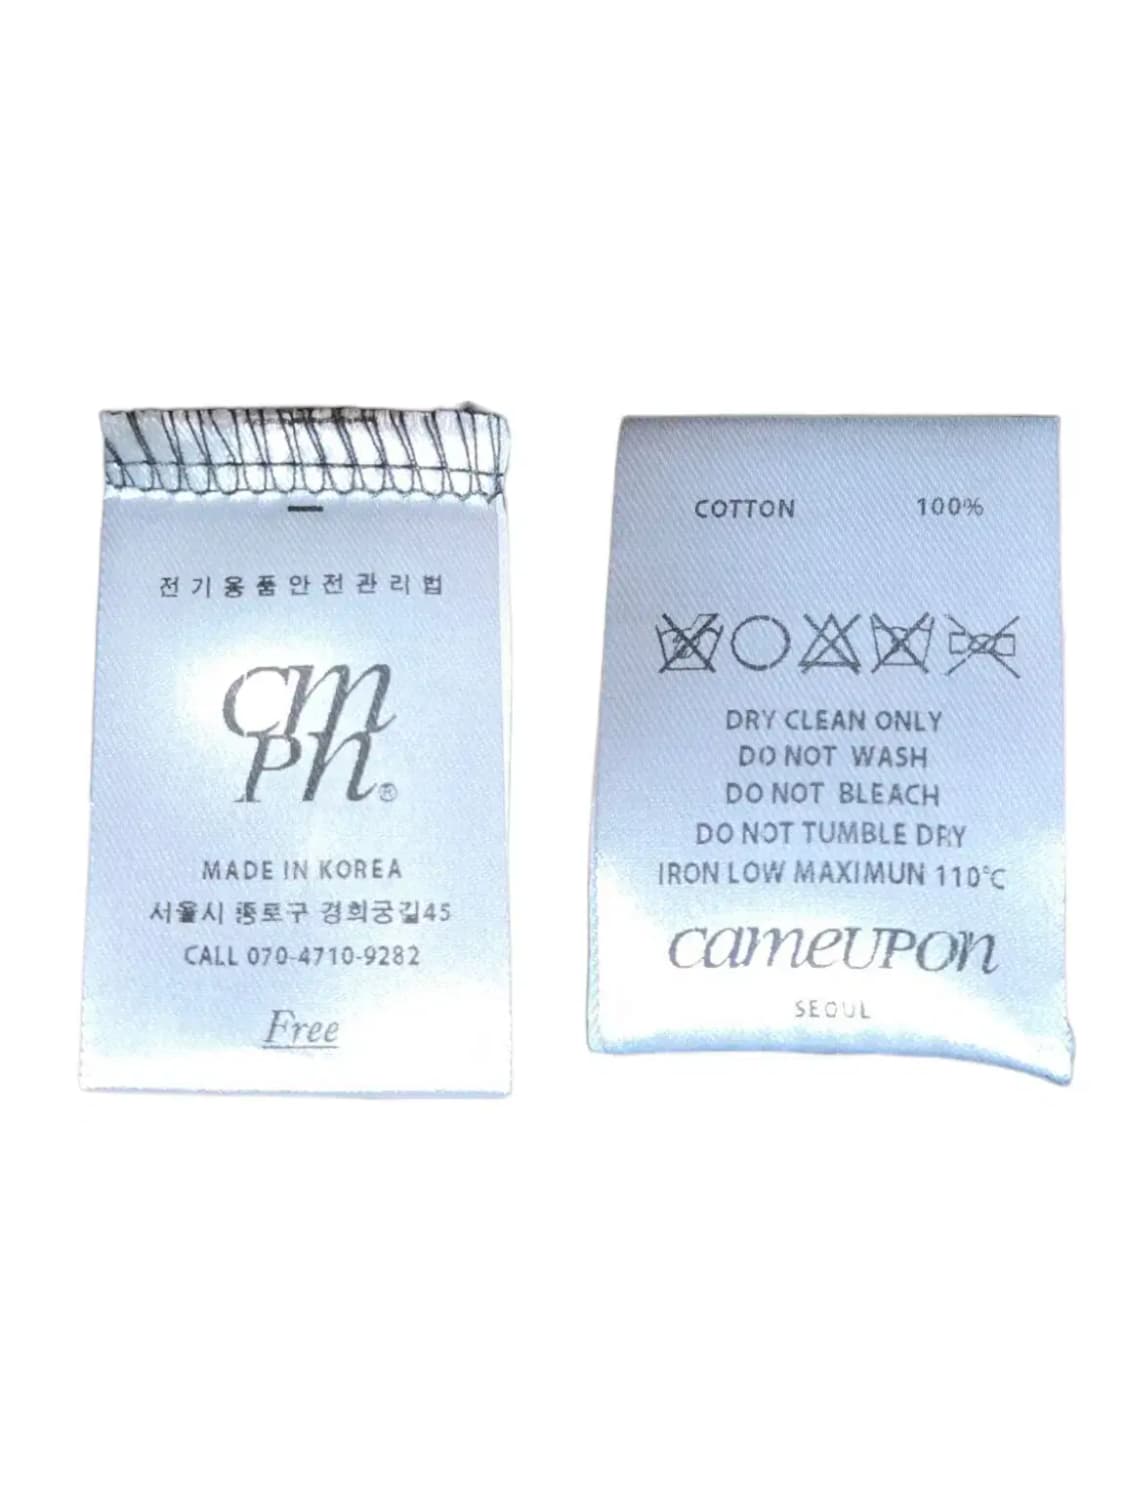 전기용품안전관리법
cm
Ph®
MADE IN KOREA
서울시 종로구 경희궁길45
CALL 070-4710-9282
Free
COTTON 100%
DRY CLEAN ONLY
DO NOT WASH
DO NOT BLEACH
DO NOT TUMBLE DRY
IRON LOW MAXIMUN 110°C
cameUPOn
SEOUL